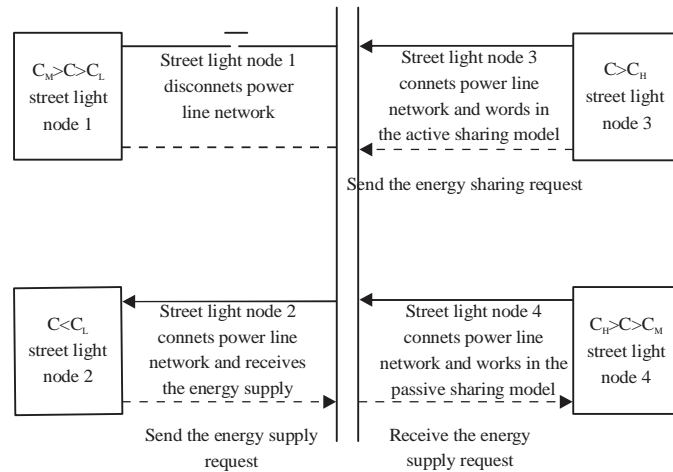 C_M>C>C_L
street light
node 1
Street light node 1
disconnets power
line network
Street light node 3
connets power line
network and words in
the active sharing model
C>C_H
street light
node 3
Send the energy sharing request
C<C_L
street light
node 2
Street light node 2
connets power line
network and receives
the energy supply
Send the energy supply
request
Street light node 4
connets power line
network and works in the
passive sharing model
Receive the energy
supply request
C_H>C>C_M
street light
node 4